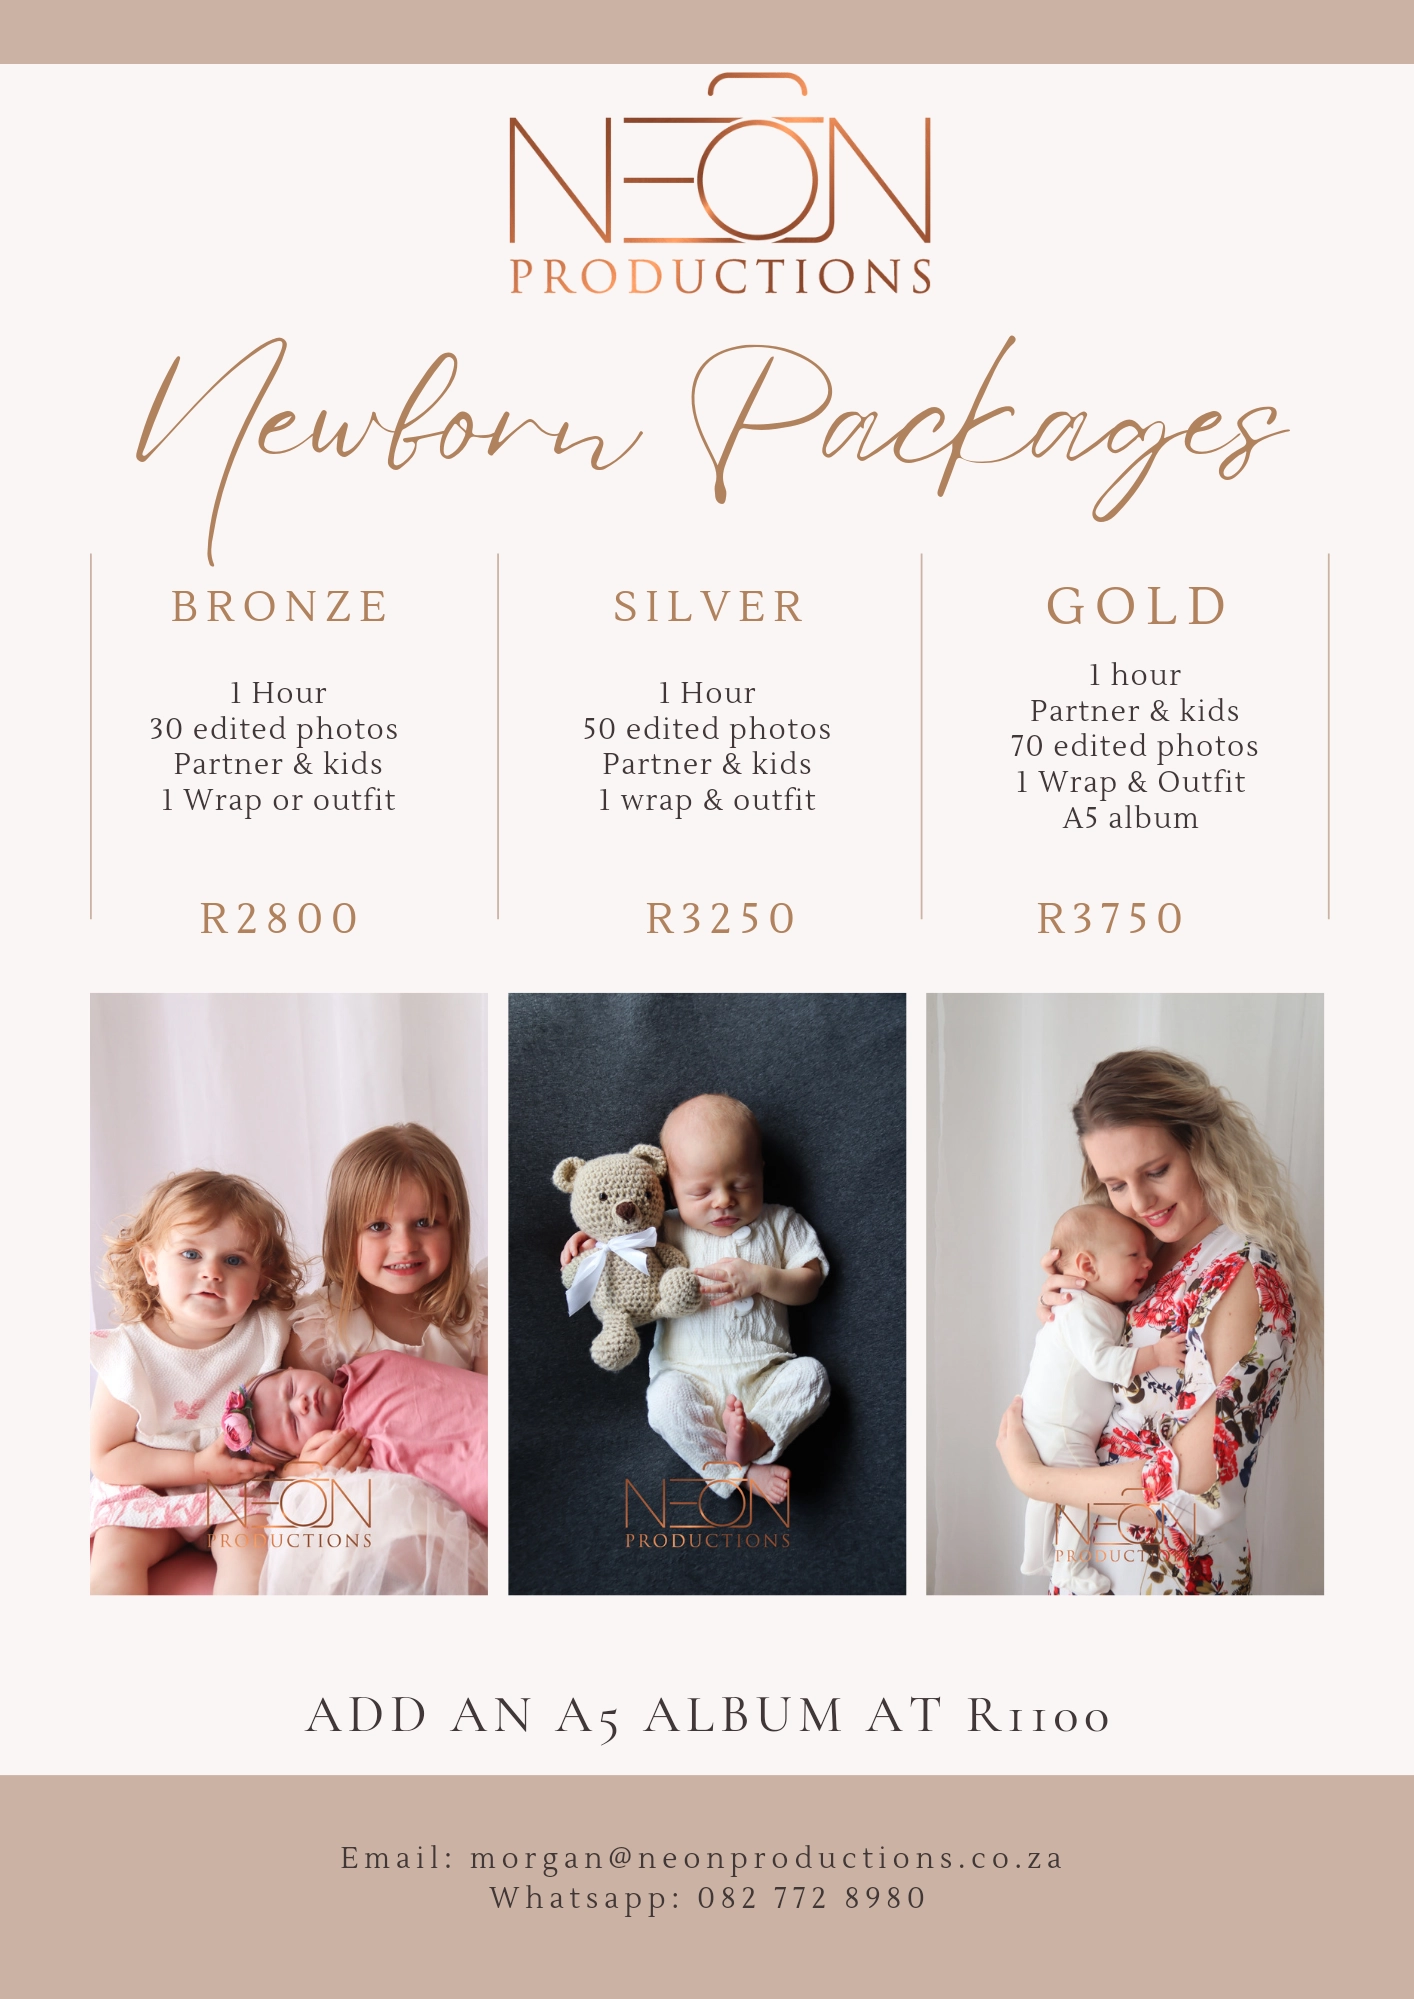 NEON
PRODUCTIONS
Newborn Packages
BRONZE
1 Hour
30 edited photos
Partner & kids
1 Wrap or outfit
R2800
SILVER
1 Hour
50 edited photos
Partner & kids
1 wrap & outfit
R3250
GOLD
1 hour
Partner & kids
70 edited photos
1 Wrap & Outfit
A5 album
R3750
NEON
PRODUCTIONS
NEON
PRODUCTIONS
NEON
PRODUCTIONS
ADD AN A5 ALBUM AT R1100
Email: morgan@neonproductions.co.za
Whatsapp: 082 772 8980